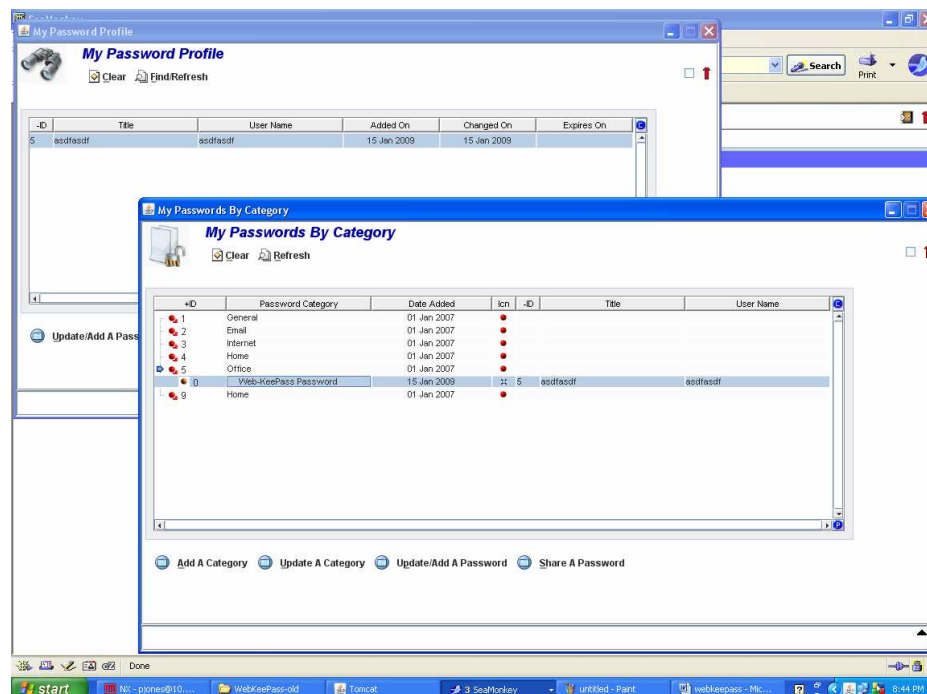 SeaMonkey
My Password Profile
My Password Profile
Clear Find/Refresh
Search
Print
-ID Title User Name Added On Changed On Expires On
5 asdfasdf asdfasdf 15 Jan 2009 15 Jan 2009
My Passwords By Category
My Passwords By Category
Clear Refresh
+ID Password Category Date Added Icn -ID Title User Name
1 General 01 Jan 2007
2 Email 01 Jan 2007
3 Internet 01 Jan 2007
4 Home 01 Jan 2007
5 Office 01 Jan 2007
0 Web-KeePass Password 15 Jan 2009 5 asdfasdf asdfasdf
9 Home 01 Jan 2007
Update/Add A Pass
Add A Category Update A Category Update/Add A Password Share A Password
Done
start NX - pjones@10.... WebKeePass-old Tomcat 3 SeaMonkey untitled - Paint webkeepass - Mic... 8:44 PM